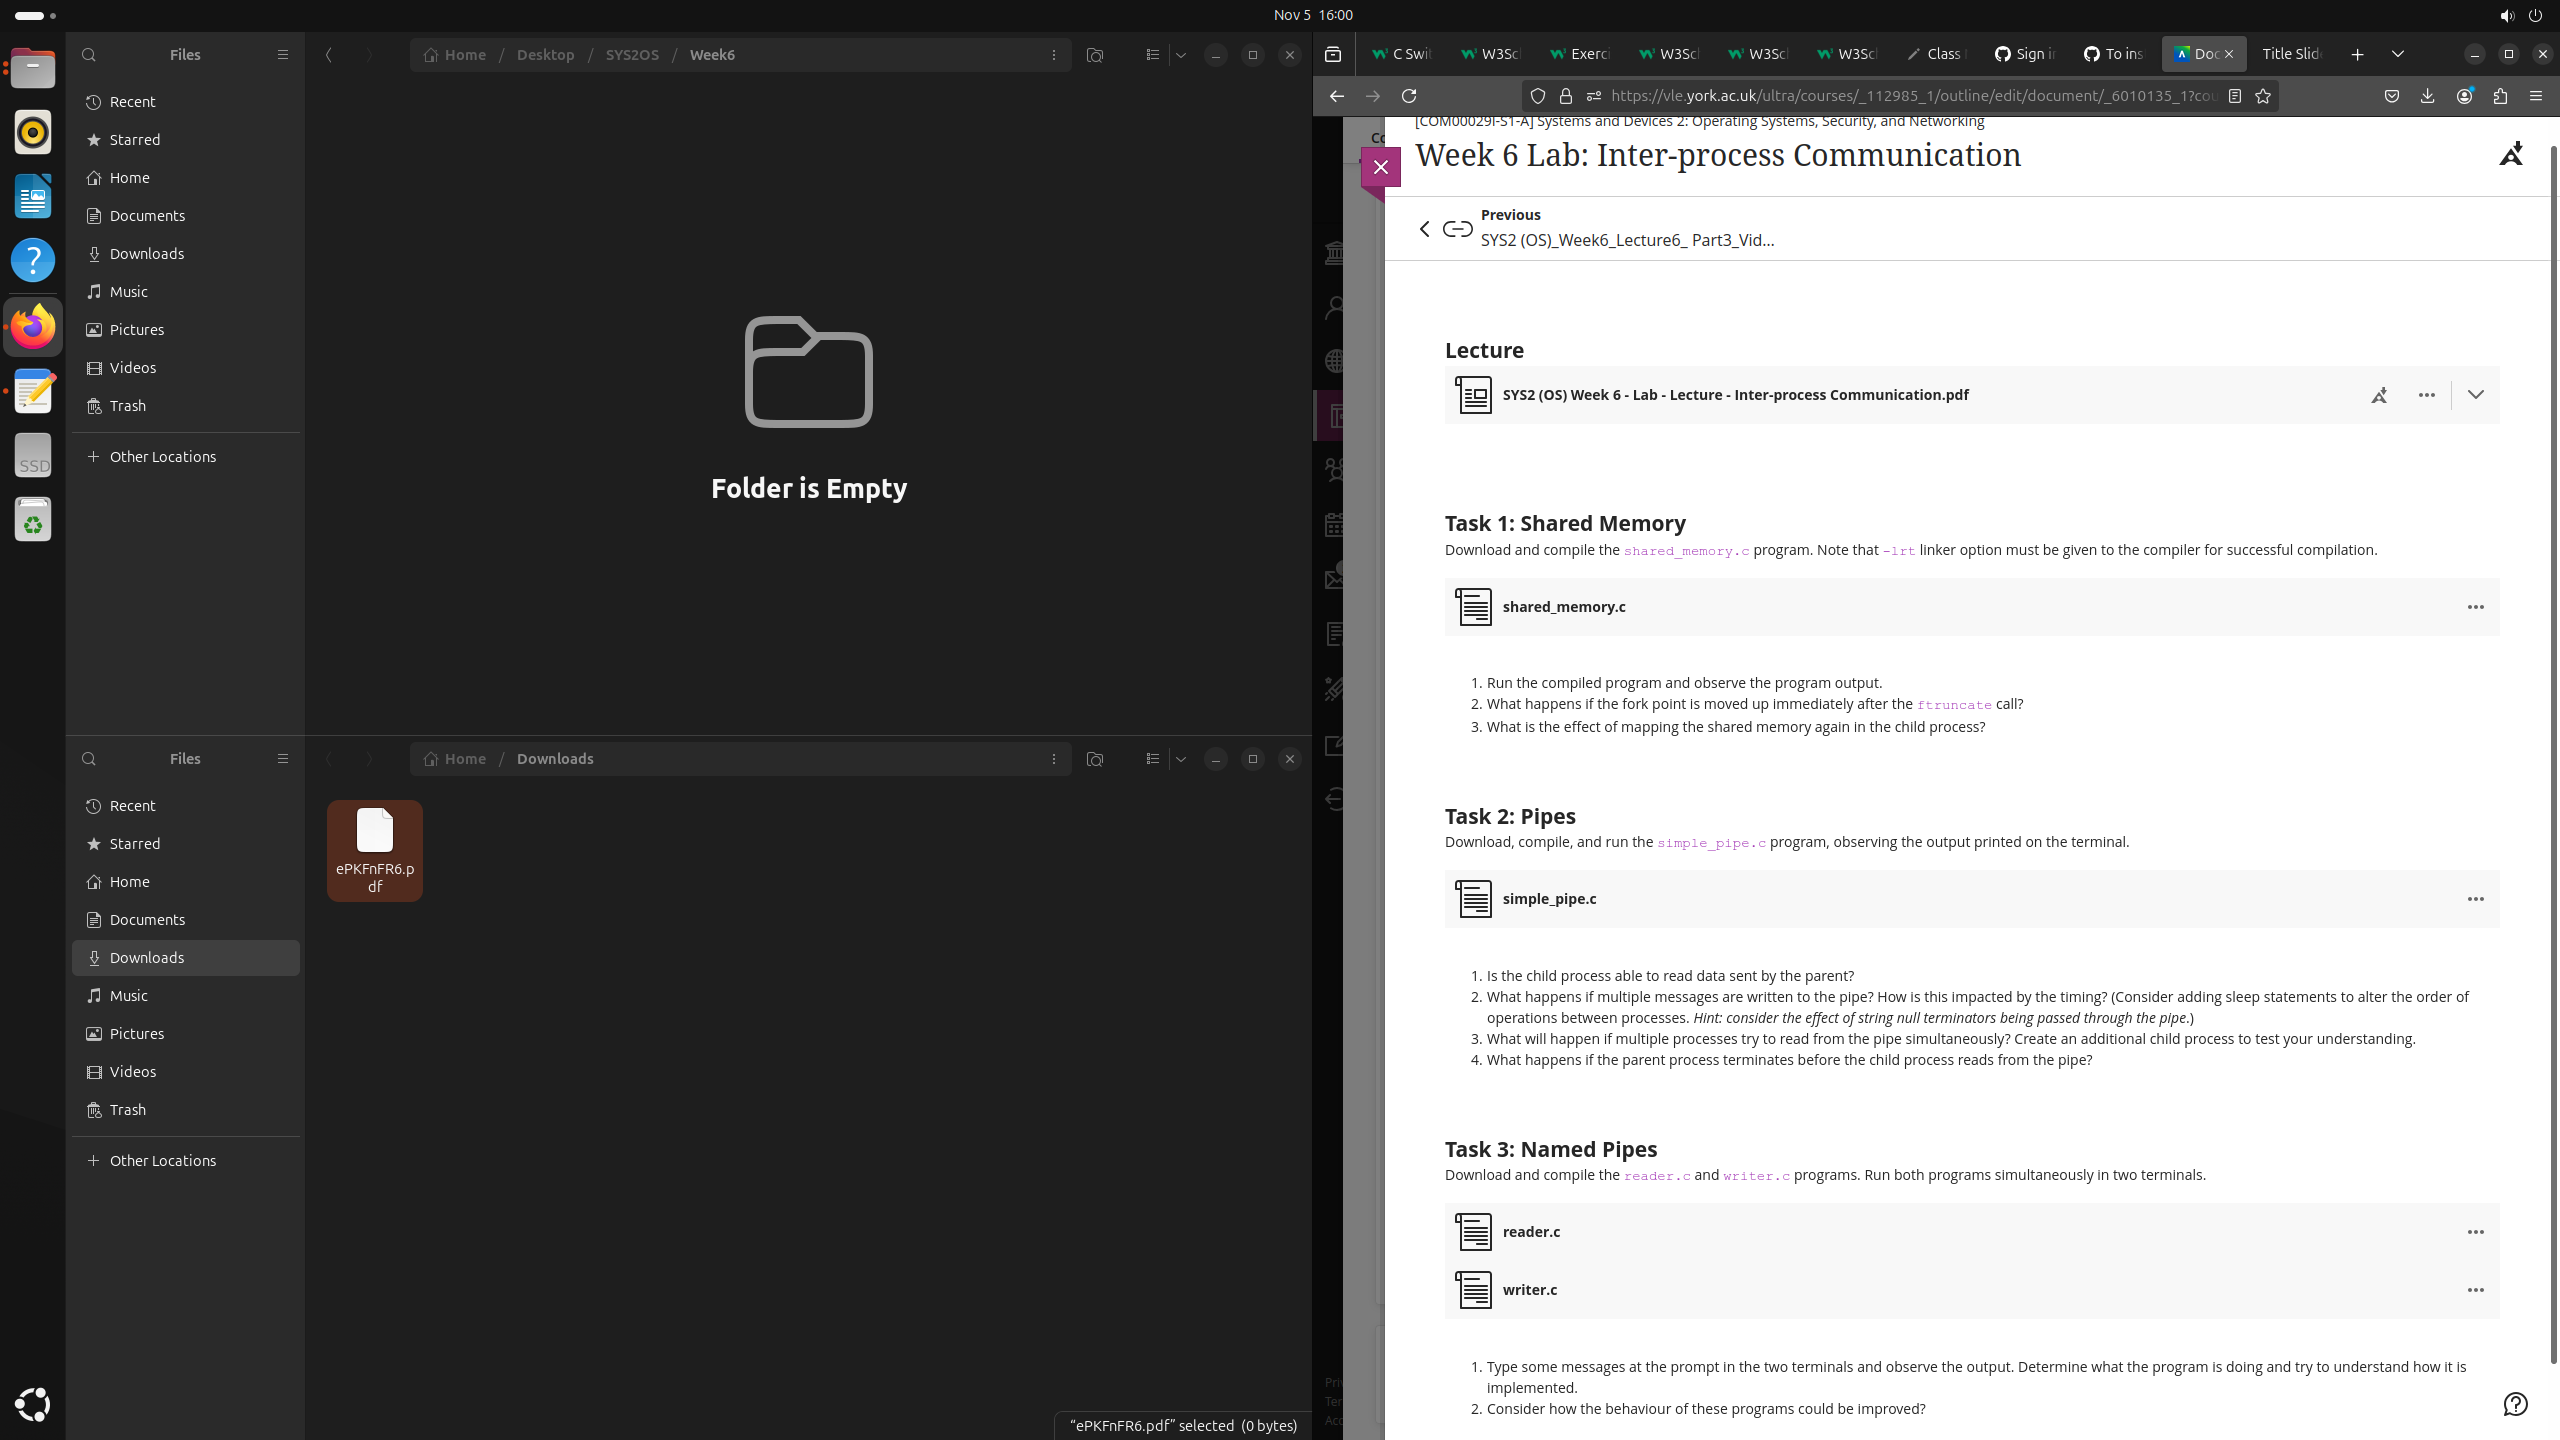 Nov 5 16:00
Files
Home / Desktop / SYS2OS / Week6
Recent
Starred
Home
Documents
Downloads
Music
Pictures
Videos
Trash
Other Locations
Folder is Empty
SSD
Files
Home / Downloads
Recent
Starred
Home
Documents
Downloads
Music
Pictures
Videos
Trash
Other Locations
ePKFnFR6.p
df
“ePKFnFR6.pdf” selected (0 bytes)
C Swit
W3Sc
Exerci
W3Sc
W3Sc
W3Sc
Class
Sign i
To ins
Doc
Title Slid
https://vle.york.ac.uk/ultra/courses/_112985_1/outline/edit/document/_6010135_1?cou
[COM00029I-S1-A] Systems and Devices 2: Operating Systems, Security, and Networking
Week 6 Lab: Inter-process Communication
Previous
SYS2 (OS)_Week6_Lecture6_ Part3_Vid...
Lecture
SYS2 (OS) Week 6 - Lab - Lecture - Inter-process Communication.pdf
Task 1: Shared Memory
Download and compile the shared_memory.c program. Note that -lrt linker option must be given to the compiler for successful compilation.
shared_memory.c
1. Run the compiled program and observe the program output.
2. What happens if the fork point is moved up immediately after the ftruncate call?
3. What is the effect of mapping the shared memory again in the child process?
Task 2: Pipes
Download, compile, and run the simple_pipe.c program, observing the output printed on the terminal.
simple_pipe.c
1. Is the child process able to read data sent by the parent?
2. What happens if multiple messages are written to the pipe? How is this impacted by the timing? (Consider adding sleep statements to alter the order of
operations between processes. Hint: consider the effect of string null terminators being passed through the pipe.)
3. What will happen if multiple processes try to read from the pipe simultaneously? Create an additional child process to test your understanding.
4. What happens if the parent process terminates before the child process reads from the pipe?
Task 3: Named Pipes
Download and compile the reader.c and writer.c programs. Run both programs simultaneously in two terminals.
reader.c
writer.c
1. Type some messages at the prompt in the two terminals and observe the output. Determine what the program is doing and try to understand how it is
implemented.
2. Consider how the behaviour of these programs could be improved?